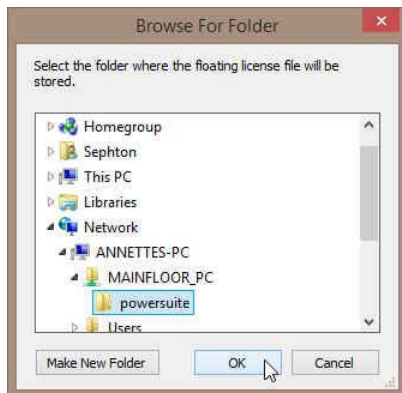 Browse For Folder
Select the folder where the floating license file will be
stored.
Homegroup
Sephton
This PC
Libraries
Network
ANNETTES-PC
MAINFLOOR_PC
powersuite
Users
Make New Folder
OK
Cancel